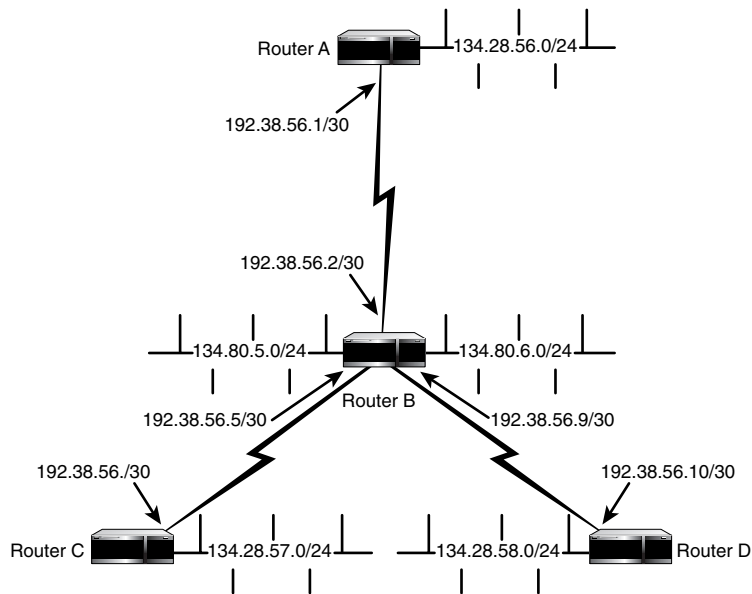 Router A
134.28.56.0/24
192.38.56.1/30
192.38.56.2/30
134.80.5.0/24
134.80.6.0/24
Router B
192.38.56.5/30
192.38.56.9/30
192.38.56./30
192.38.56.10/30
Router C
134.28.57.0/24
134.28.58.0/24
Router D